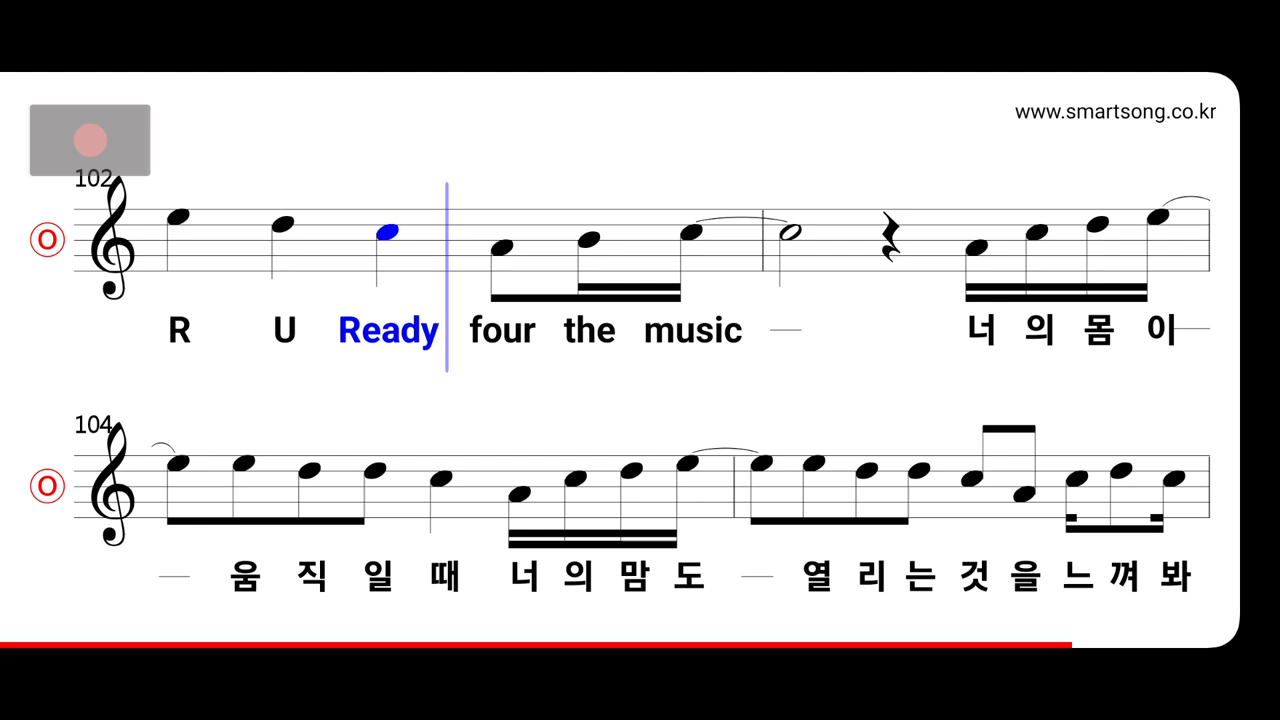 www.smartsong.co.kr
102
O
R U Ready four the music — 너 의 몸 이 —
104
O
— 움 직 일 때 너 의 맘 도 — 열 리 는 것 을 느 껴 봐